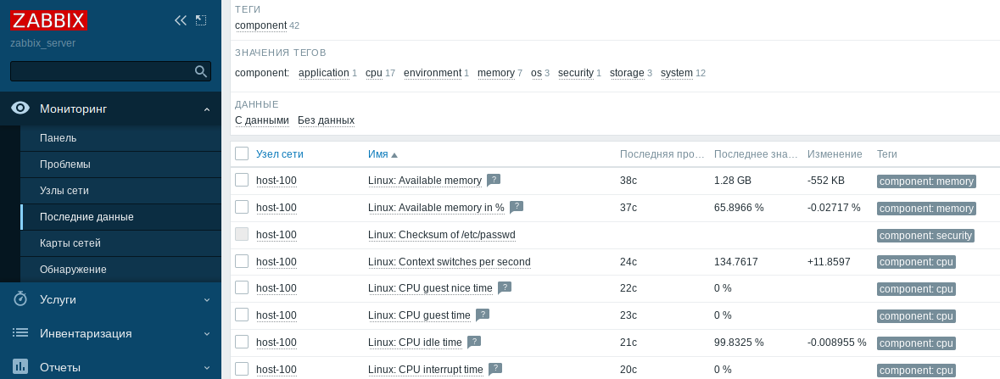 ZABBIX
zabbix_server
Мониторинг
Панель
Проблемы
Узлы сети
Последние данные
Карты сетей
Обнаружение
Услуги
Инвентаризация
Отчеты
ТЕГИ
component 42
ЗНАЧЕНИЯ ТЕГОВ
component: application 1 cpu 17 environment 1 memory 7 os 3 security 1 storage 3 system 12
ДАННЫЕ
С данными Без данных
Узел сети Имя Последняя про... Последнее зна... Изменение Теги
host-100 Linux: Available memory ? 38с 1.28 GB -552 KB component: memory
host-100 Linux: Available memory in % ? 37с 65.8966 % -0.02717 % component: memory
host-100 Linux: Checksum of /etc/passwd component: security
host-100 Linux: Context switches per second 24с 134.7617 +11.8597 component: cpu
host-100 Linux: CPU guest nice time ? 22с 0 % component: cpu
host-100 Linux: CPU guest time ? 23с 0 % component: cpu
host-100 Linux: CPU idle time ? 21с 99.8325 % -0.008955 % component: cpu
host-100 Linux: CPU interrupt time ? 20с 0 % component: cpu